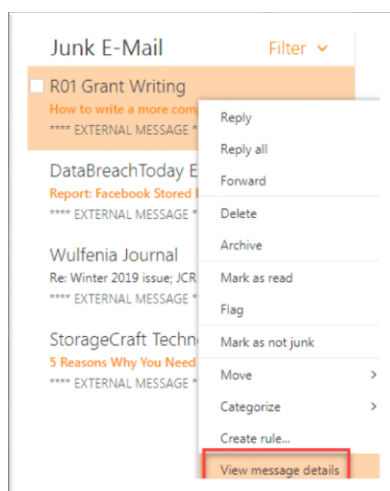 Junk E-Mail Filter
R01 Grant Writing
How to write a more
**** EXTERNAL MESSAGE *
DataBreachToday E
Report: Facebook Stored
**** EXTERNAL MESSAGE *
Wulfenia Journal
Re: Winter 2019 issue; JCR
**** EXTERNAL MESSAGE *
StorageCraft Techn
5 Reasons Why You Need
**** EXTERNAL MESSAGE *
Reply
Reply all
Forward
Delete
Archive
Mark as read
Flag
Mark as not junk
Move
Categorize
Create rule...
View message details